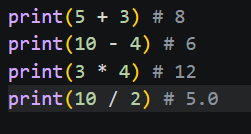 print(5 + 3) # 8
print(10 - 4) # 6
print(3 * 4) # 12
print(10 / 2) # 5.0